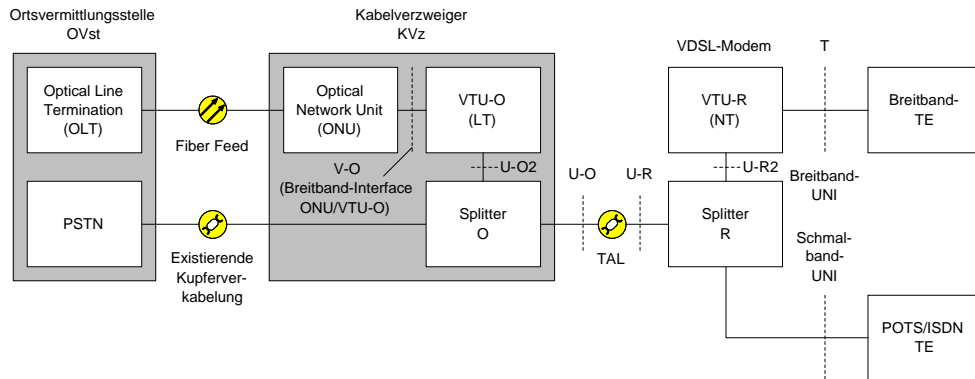 Ortsvermittlungsstelle
OVst
Kabelverzweiger
KVz
VDSL-Modem
T
Optical Line
Termination
(OLT)
Fiber Feed
Optical
Network Unit
(ONU)
VTU-O
(LT)
VTU-R
(NT)
Breitband-
TE
V-O
(Breitband-Interface
ONU/VTU-O)
U-O2
U-O
U-R
U-R2
Breitband-
UNI
PSTN
Existierende
Kupferver-
kabelung
Splitter
O
TAL
Splitter
R
Schmal-
band-
UNI
POTS/ISDN
TE